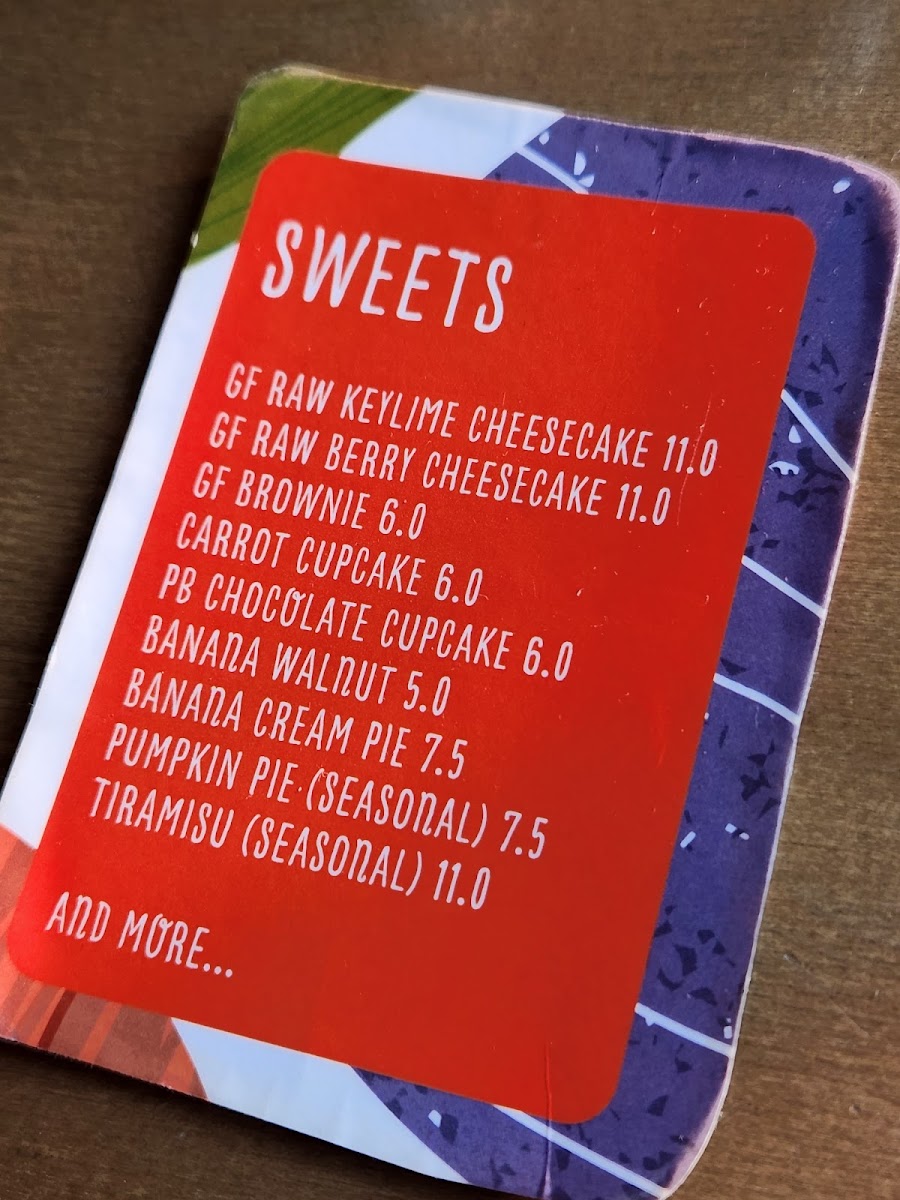 SWEETS
GF RAW KEYLIME CHEESECAKE 11.0
GF RAW BERRY CHEESECAKE 11.0
GF BROWNIE 6.0
CARROT CUPCAKE 6.0
PB CHOCOLATE CUPCAKE 6.0
BANANA WALNUT 5.0
BANANA CREAM PIE 7.5
PUMPKIN PIE (SEASONAL) 7.5
TIRAMISU (SEASONAL) 11.0
AND MORE...